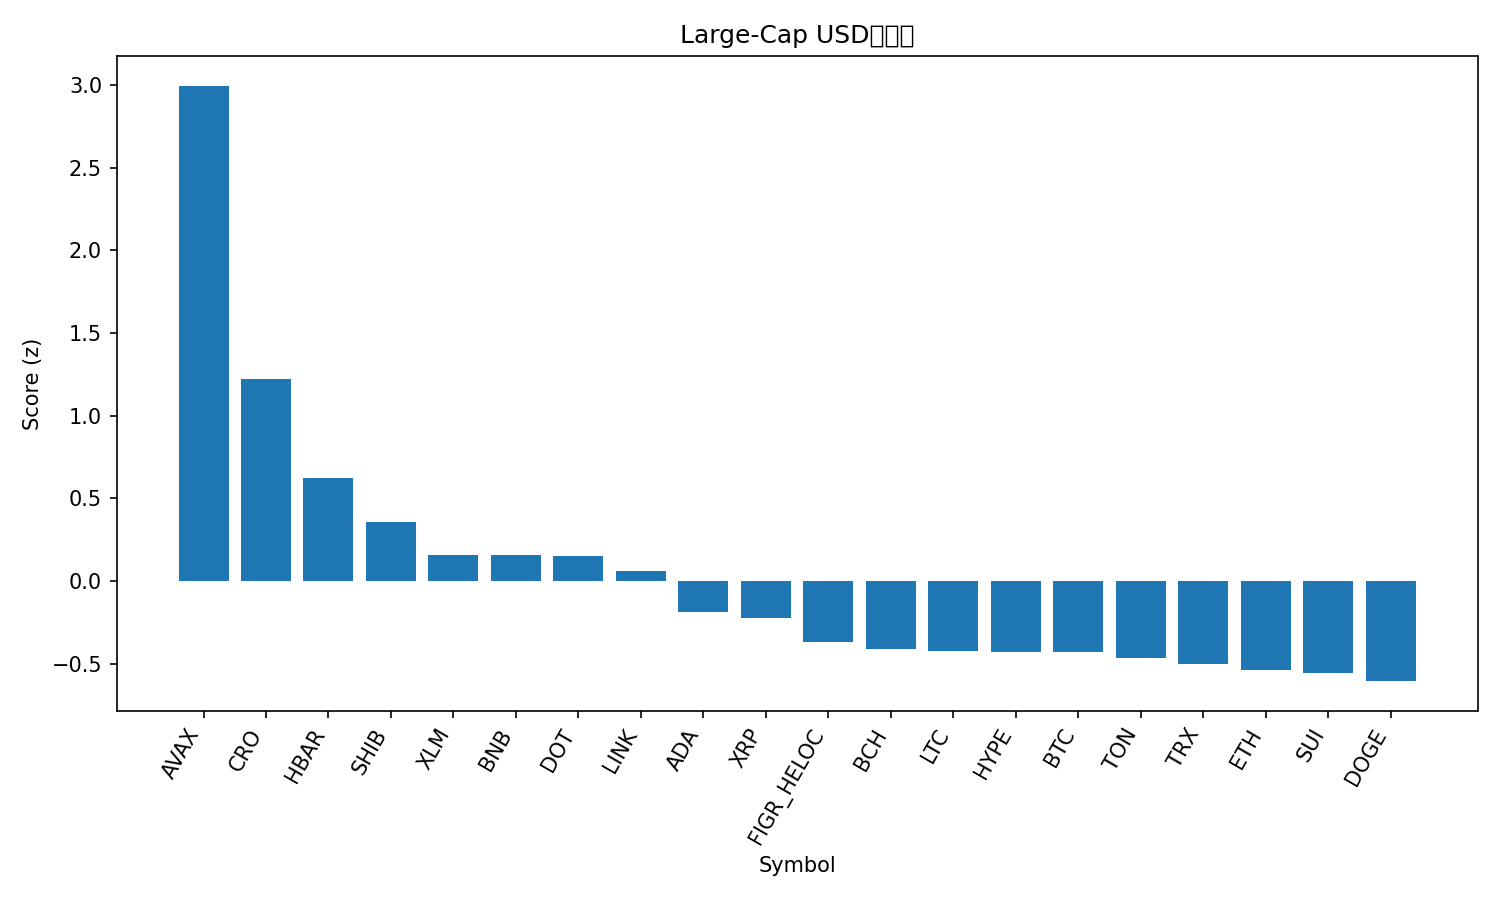 Large-Cap USD
Score (z)
3.0
2.5
2.0
1.5
1.0
0.5
0.0
−0.5
AVAX
CRO
HBAR
SHIB
XLM
BNB
DOT
LINK
ADA
XRP
FIGR_HELOC
BCH
LTC
HYPE
BTC
TON
TRX
ETH
SUI
DOGE
Symbol